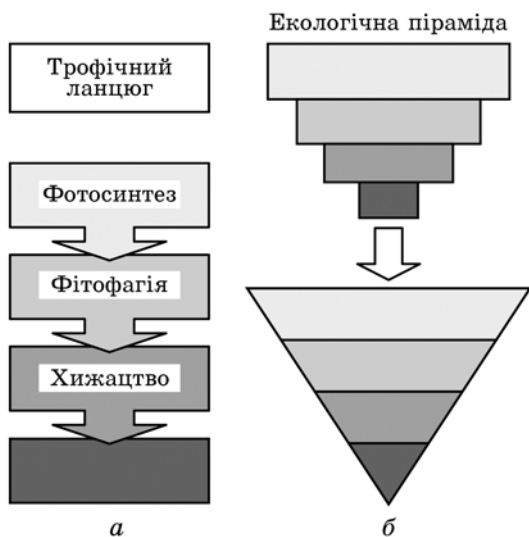 Екологічна піраміда
Трофічний
ланцюг
Фотосинтез
Фітофагія
Хижацтво
а
б